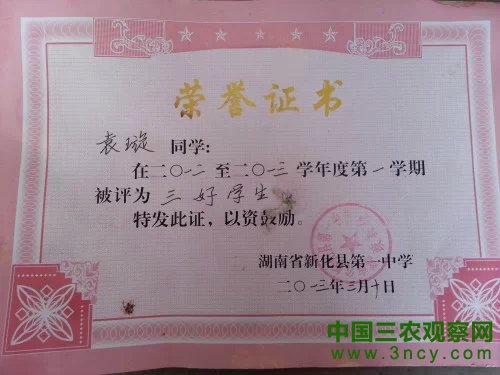 荣誉证书
袁璇 同学:
在二〇一二至二〇一三学年度第一学期
被评为 三好学生
特发此证,以资鼓励。
湖南省新化县第一中学
二〇一三年三月十日
中国三农观察网
www.3ncy.com